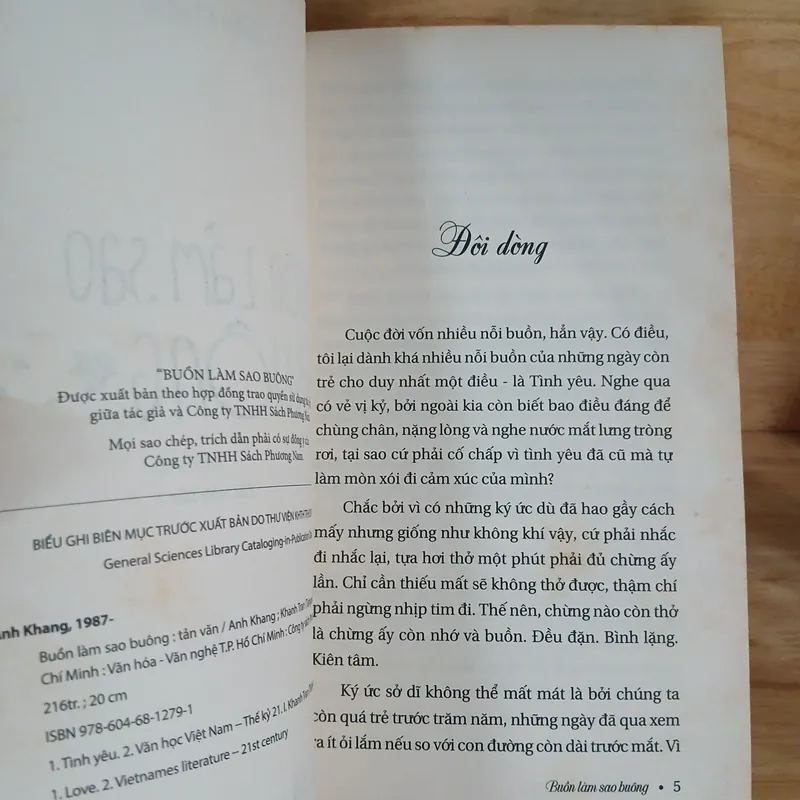 "BUỒN LÀM SAO BUÔNG"
Được xuất bản theo hợp đồng trao quyền sử dụng
giữa tác giả và Công ty TNHH Sách Phương Nam
Mọi sao chép, trích dẫn phải có sự đồng ý của
Công ty TNHH Sách Phương Nam.
BIỂU GHI BIÊN MỤC TRƯỚC XUẤT BẢN DO THƯ VIỆN KHTH
General Sciences Library Cataloging-in-Publication
Anh Khang, 1987-
Buồn làm sao buông : tản văn / Anh Khang ; Khanh Tran
Chí Minh : Văn hóa - Văn nghệ T.P. Hồ Chí Minh : Công ty
216tr. ; 20 cm
ISBN 978-604-68-1279-1
1. Tình yêu. 2. Văn học Việt Nam -- Thế kỷ 21. I. Khanh Tran
1. Love. 2. Vietnames literature -- 21st century
Đôi dòng
Cuộc đời vốn nhiều nỗi buồn, hẳn vậy. Có điều,
tôi lại dành khá nhiều nỗi buồn của những ngày còn
trẻ cho duy nhất một điều - là Tình yêu. Nghe qua
có vẻ vị kỷ, bởi ngoài kia còn biết bao điều đáng để
chùng chân, nặng lòng và nghe nước mắt lưng tròng
rơi, tại sao cứ phải cố chấp vì tình yêu đã cũ mà tự
làm mòn xói đi cảm xúc của mình?
Chắc bởi vì có những ký ức dù đã hao gầy cách
mấy nhưng giống như không khí vậy, cứ phải nhắc
đi nhắc lại, tựa hơi thở một phút phải đủ chừng ấy
lần. Chỉ cần thiếu mất sẽ không thở được, thậm chí
phải ngừng nhịp tim đi. Thế nên, chừng nào còn thở
là chừng ấy còn nhớ và buồn. Đều đặn. Bình lặng.
Kiên tâm.
Ký ức sở dĩ không thể mất mát là bởi chúng ta
còn quá trẻ trước trăm năm, những ngày đã qua xem
ra ít ỏi lắm nếu so với con đường còn dài trước mắt. Vì
Buồn làm sao buông • 5